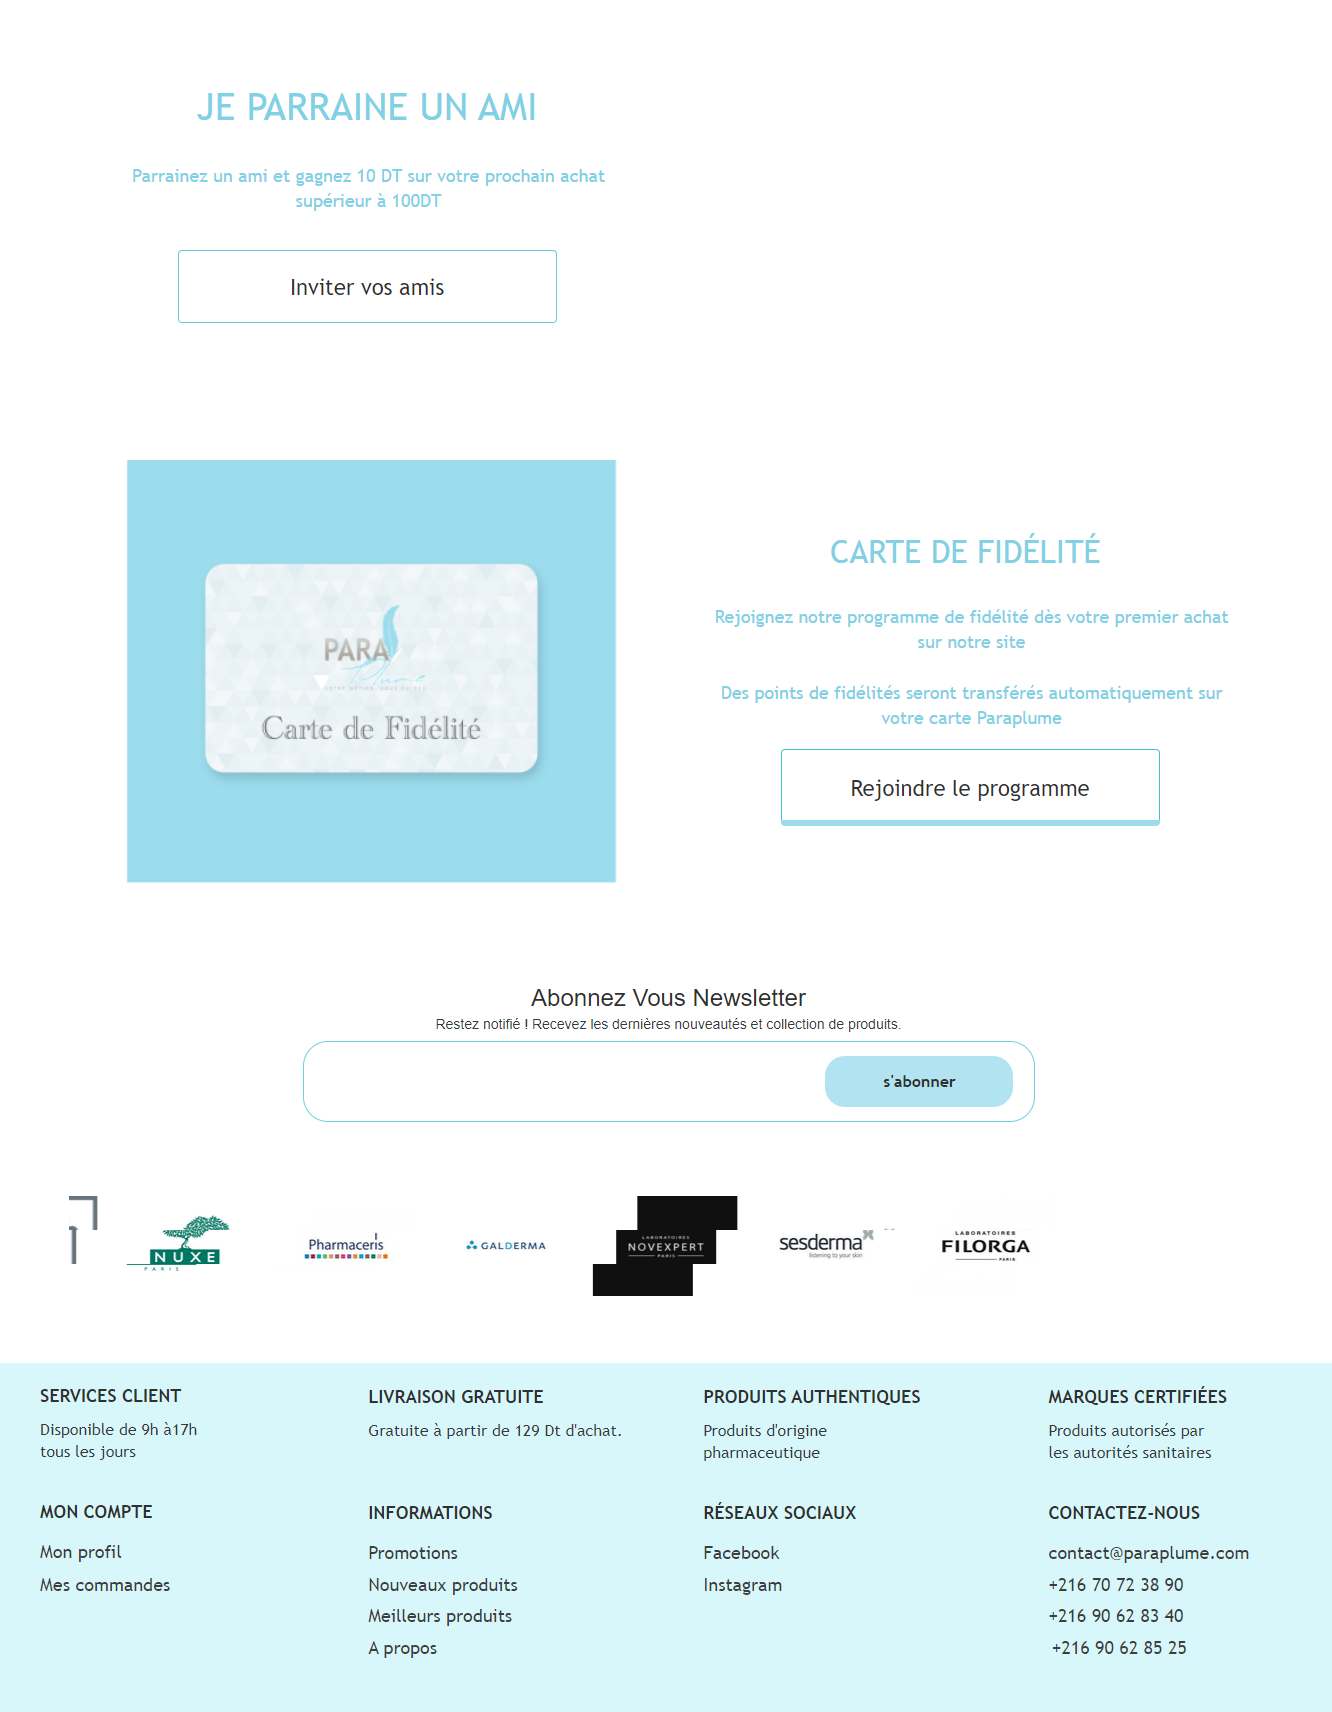 JE PARRAINE UN AMI
Parrainez un ami et gagnez 10 DT sur votre prochain achat
supérieur à 100DT
Inviter vos amis
PARA
Plume
Carte de Fidélité
CARTE DE FIDÉLITÉ
Rejoignez notre programme de fidélité dès votre premier achat
sur notre site
Des points de fidélités seront transférés automatiquement sur
votre carte Paraplume
Rejoindre le programme
Abonnez Vous Newsletter
Restez notifié ! Recevez les dernières nouveautés et collection de produits.
s'abonner
NUXE
PARIS
Pharmaceris
GALDERMA
LABORATOIRES
NOVEXPERT
PARIS
sesderma
listening to your skin
LABORATOIRES
FILORGA
PARIS
SERVICES CLIENT
Disponible de 9h à17h
tous les jours
LIVRAISON GRATUITE
Gratuite à partir de 129 Dt d'achat.
PRODUITS AUTHENTIQUES
Produits d'origine
pharmaceutique
MARQUES CERTIFIÉES
Produits autorisés par
les autorités sanitaires
MON COMPTE
Mon profil
Mes commandes
INFORMATIONS
Promotions
Nouveaux produits
Meilleurs produits
A propos
RÉSEAUX SOCIAUX
Facebook
Instagram
CONTACTEZ-NOUS
contact@paraplume.com
+216 70 72 38 90
+216 90 62 83 40
+216 90 62 85 25